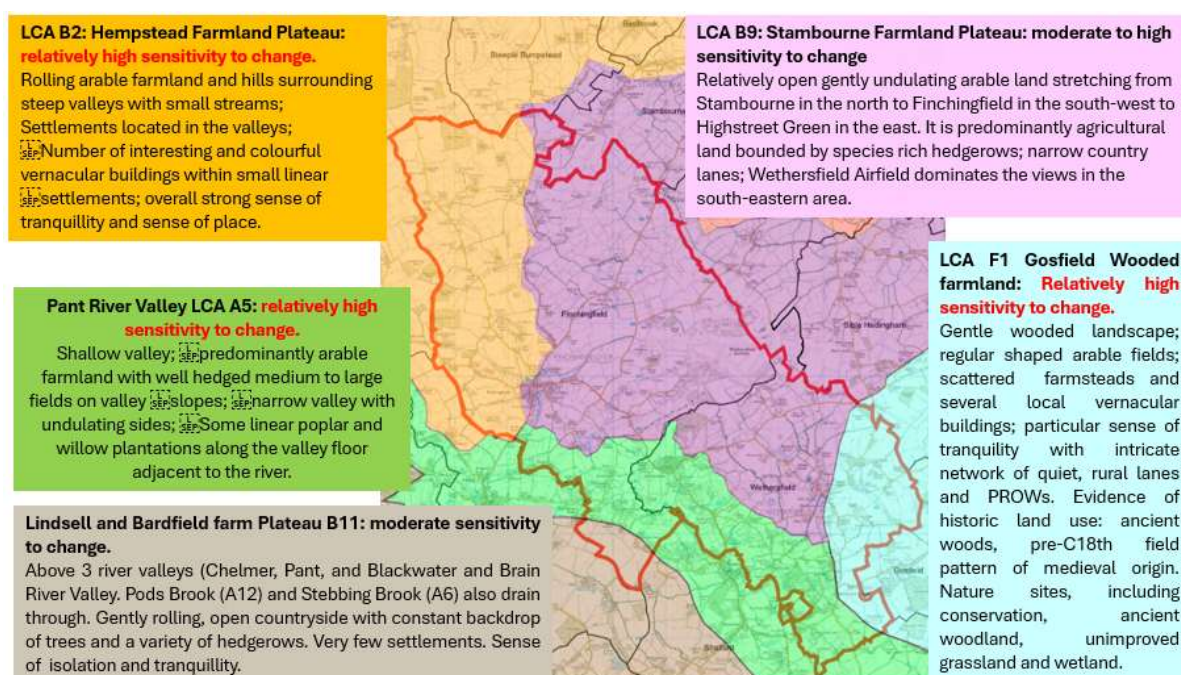 LCA B2: Hempstead Farmland Plateau:
relatively high sensitivity to change.
Rolling arable farmland and hills surrounding
steep valleys with small streams;
Settlements located in the valleys;
Number of interesting and colourful
vernacular buildings within small linear
settlements; overall strong sense of
tranquillity and sense of place.
LCA B9: Stambourne Farmland Plateau: moderate to high
sensitivity to change
Relatively open gently undulating arable land stretching from
Stambourne in the north to Finchingfield in the south-west to
Highstreet Green in the east. It is predominantly agricultural
land bounded by species rich hedgerows; narrow country
lanes; Wethersfield Airfield dominates the views in the
south-eastern area.
Steeple Bumpstead
Stambourne
Finchingfield
Sible Hedingham
Wethersfield
Gosfield
Shalford
Pant River Valley LCA A5: relatively high
sensitivity to change.
Shallow valley; predominantly arable
farmland with well hedged medium to large
fields on valley slopes; narrow valley with
undulating sides; Some linear poplar and
willow plantations along the valley floor
adjacent to the river.
LCA F1 Gosfield Wooded
farmland: Relatively high
sensitivity to change.
Gentle wooded landscape;
regular shaped arable fields;
scattered farmsteads and
several local vernacular
buildings; particular sense of
tranquility with intricate
network of quiet, rural lanes
and PROWs. Evidence of
historic land use: ancient
woods, pre-C18th field
pattern of medieval origin.
Nature sites, including
conservation, ancient
woodland, unimproved
grassland and wetland.
Lindsell and Bardfield farm Plateau B11: moderate sensitivity
to change.
Above 3 river valleys (Chelmer, Pant, and Blackwater and Brain
River Valley. Pods Brook (A12) and Stebbing Brook (A6) also drain
through. Gently rolling, open countryside with constant backdrop
of trees and a variety of hedgerows. Very few settlements. Sense
of isolation and tranquillity.